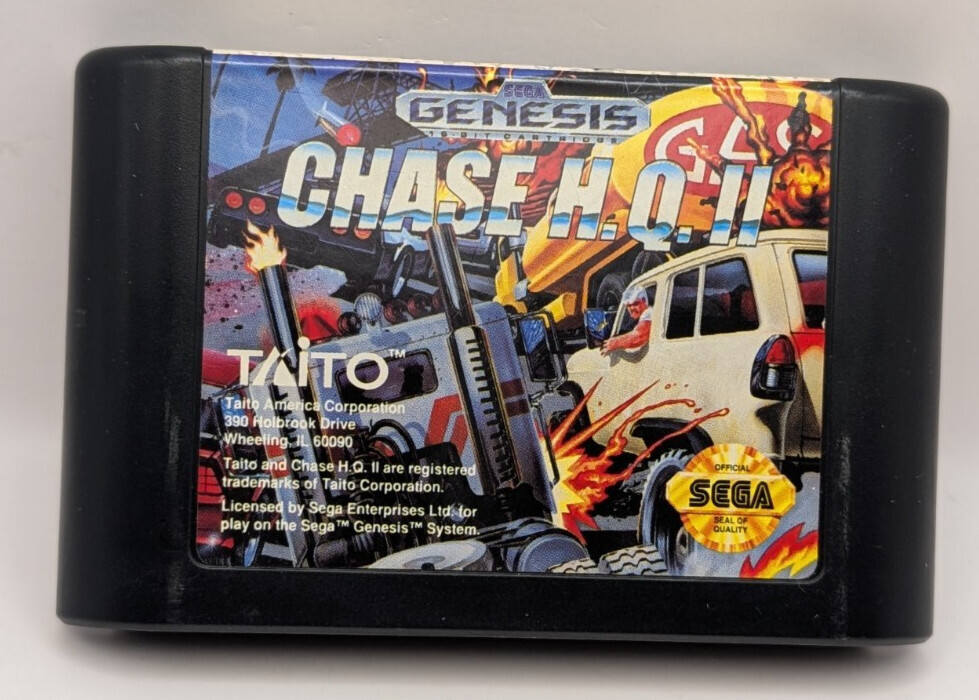 SEGA
GENESIS
16-BIT CARTRIDGE
GAS
CHASE H.Q. II
TAiTO™
Taito America Corporation
390 Holbrook Drive
Wheeling, IL 60090
Taito and Chase H.Q. II are registered
trademarks of Taito Corporation.
Licensed by Sega Enterprises Ltd. for
play on the Sega™ Genesis™ System.
OFFICIAL
SEGA
SEAL OF
QUALITY